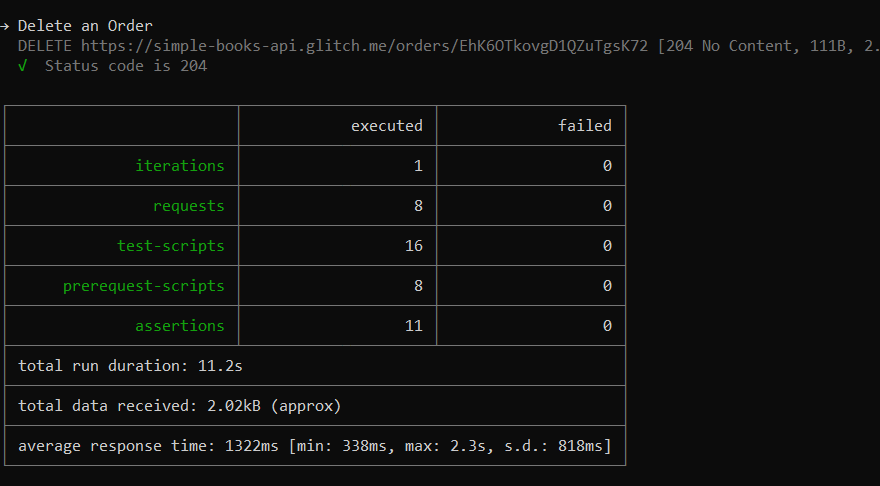 → Delete an Order
DELETE https://simple-books-api.glitch.me/orders/EhK6OTkovgD1QZuTgsK72 [204 No Content, 111B, 2.
√ Status code is 204
executed failed
iterations 1 0
requests 8 0
test-scripts 16 0
prerequest-scripts 8 0
assertions 11 0
total run duration: 11.2s
total data received: 2.02kB (approx)
average response time: 1322ms [min: 338ms, max: 2.3s, s.d.: 818ms]